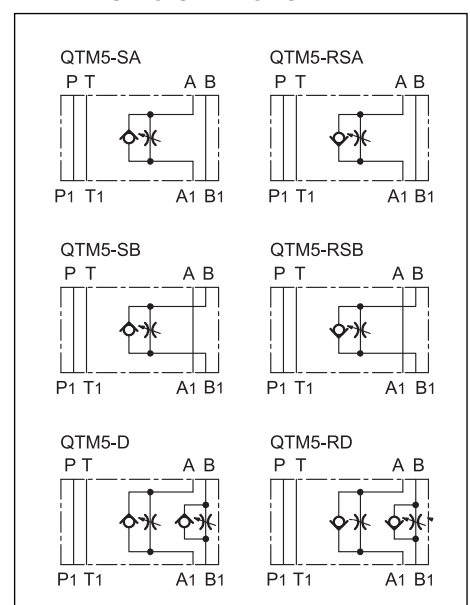 QTM5-SA
P T A B
P1 T1 A1 B1
QTM5-RSA
P T A B
P1 T1 A1 B1
QTM5-SB
P T A B
P1 T1 A1 B1
QTM5-RSB
P T A B
P1 T1 A1 B1
QTM5-D
P T A B
P1 T1 A1 B1
QTM5-RD
P T A B
P1 T1 A1 B1